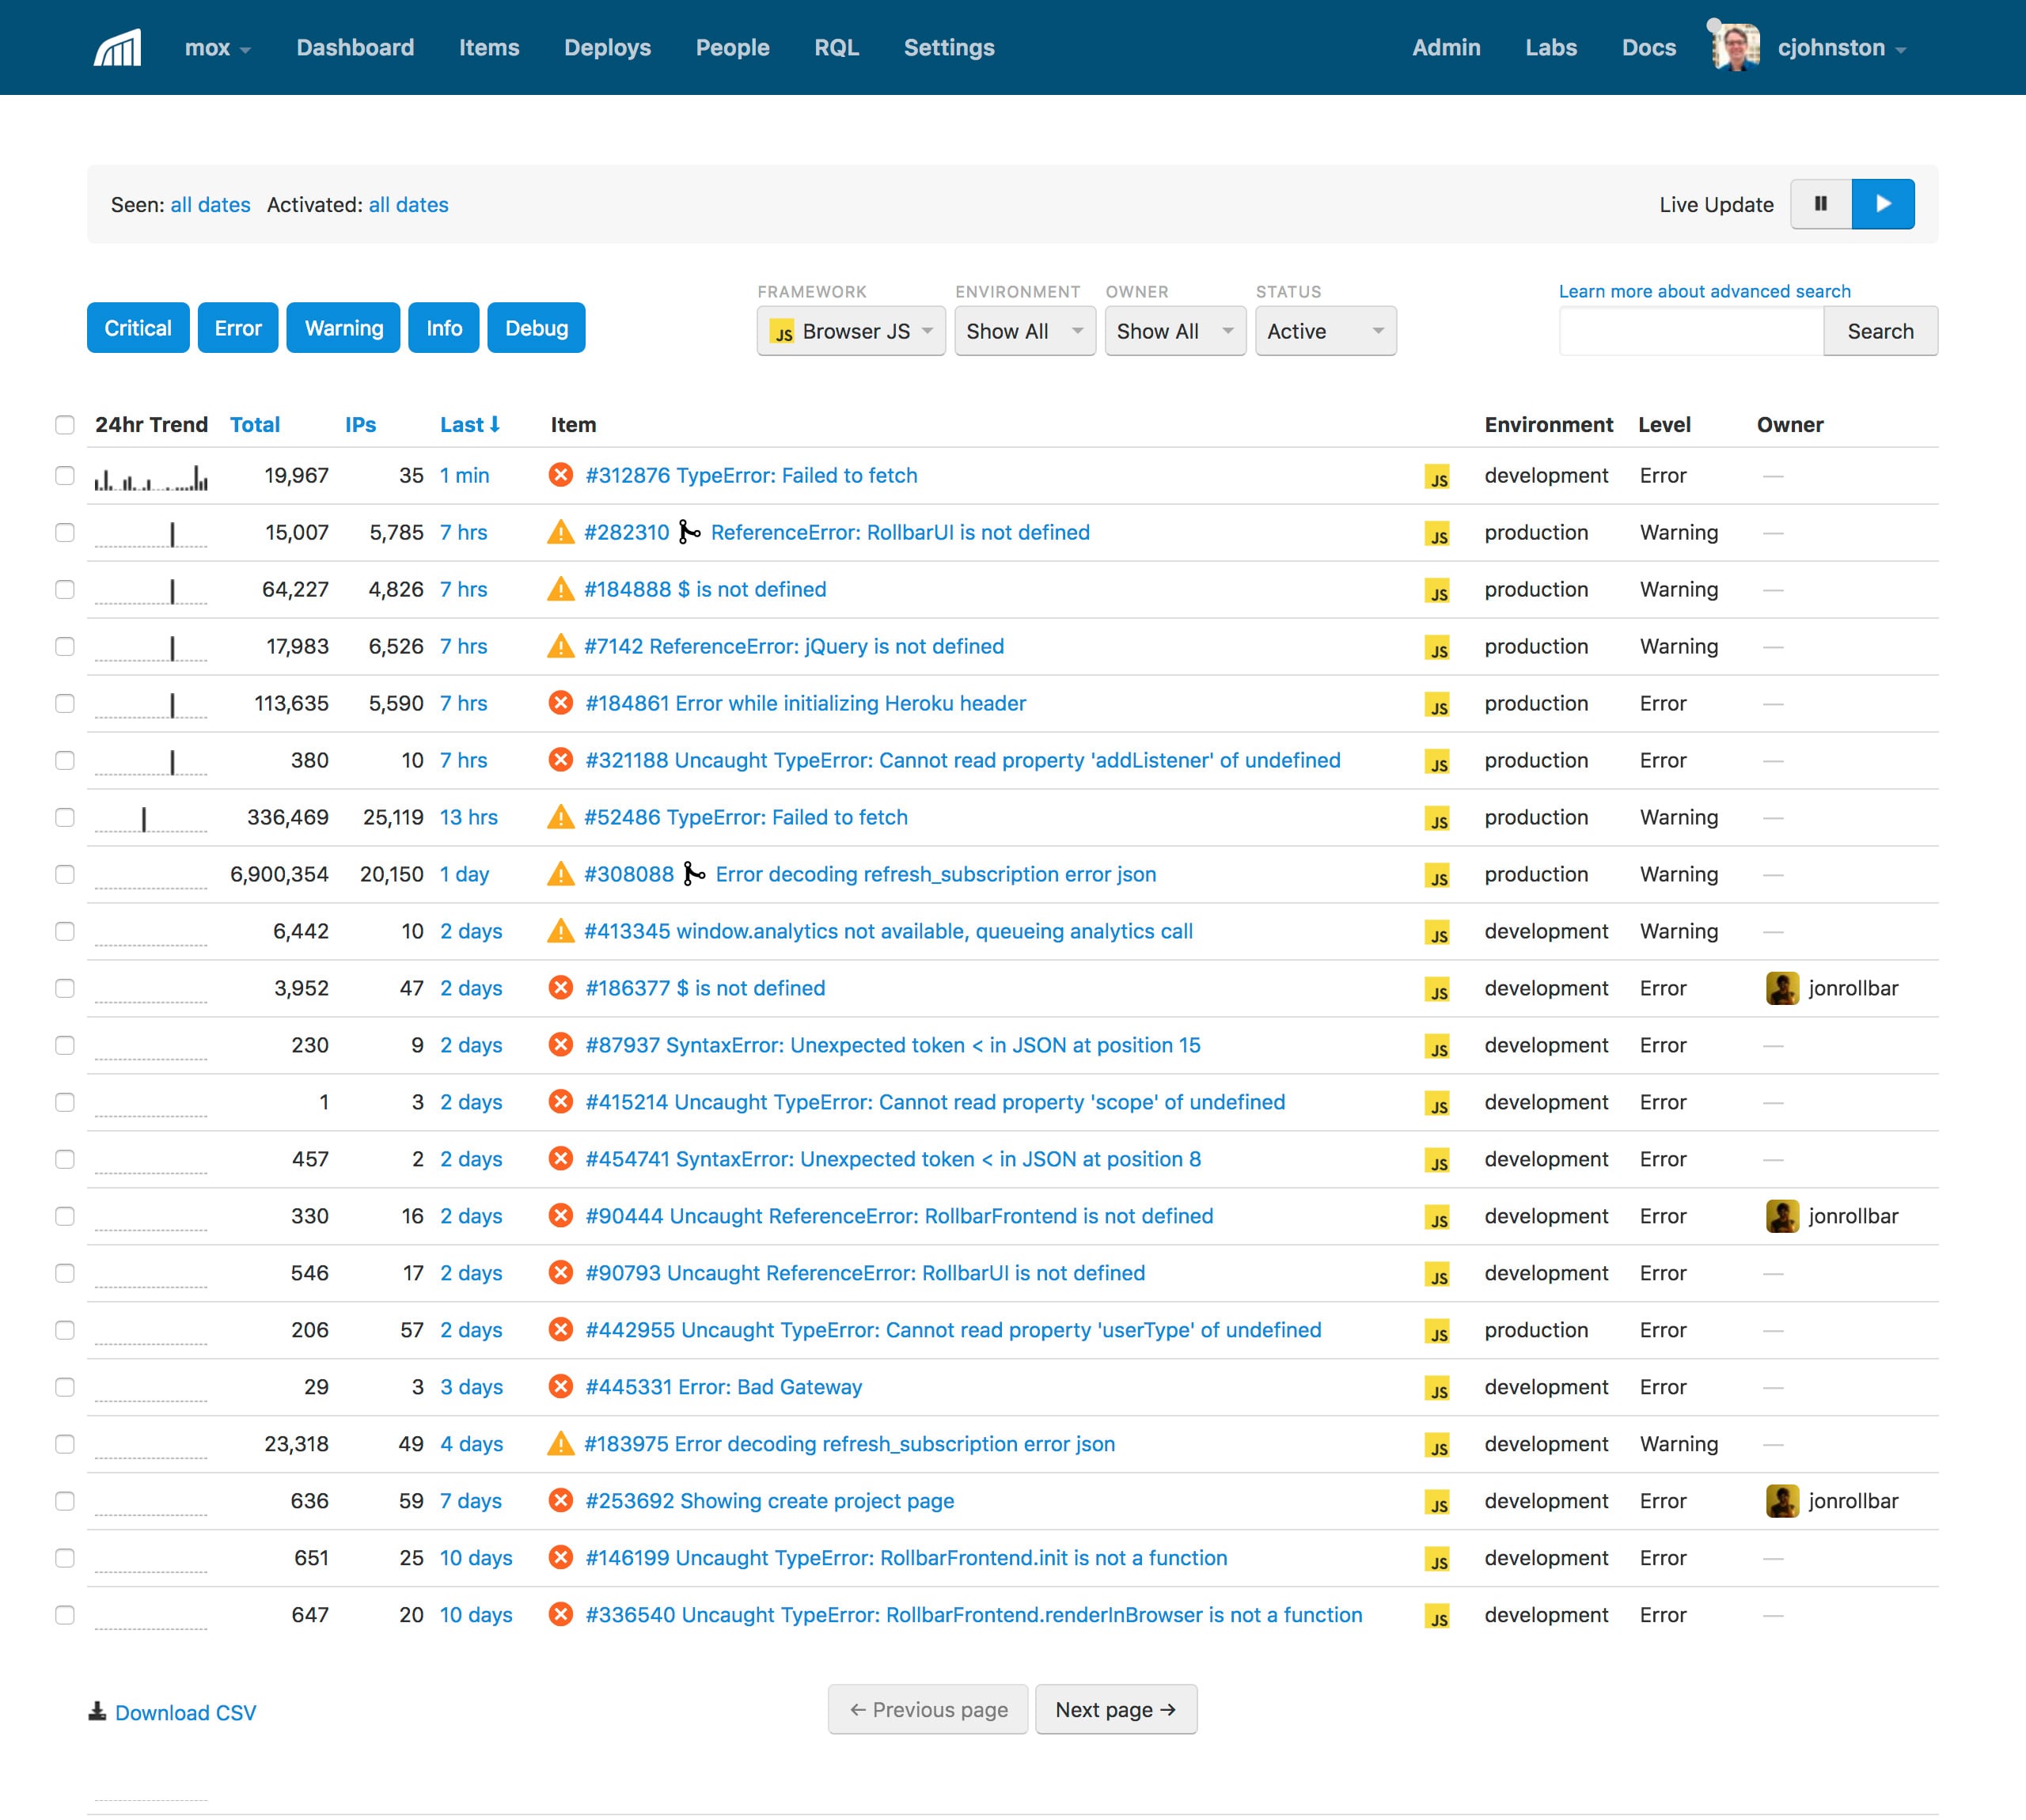 mox Dashboard Items Deploys People RQL Settings Admin Labs Docs cjohnston
Seen: all dates Activated: all dates Live Update
FRAMEWORK ENVIRONMENT OWNER STATUS Learn more about advanced search
Critical Error Warning Info Debug JS Browser JS Show All Show All Active Search
24hr Trend Total IPs Last Item Environment Level Owner
19,967 35 1 min #312876 TypeError: Failed to fetch JS development Error —
15,007 5,785 7 hrs #282310 ReferenceError: RollbarUI is not defined JS production Warning —
64,227 4,826 7 hrs #184888 $ is not defined JS production Warning —
17,983 6,526 7 hrs #7142 ReferenceError: jQuery is not defined JS production Warning —
113,635 5,590 7 hrs #184861 Error while initializing Heroku header JS production Error —
380 10 7 hrs #321188 Uncaught TypeError: Cannot read property 'addListener' of undefined JS production Error —
336,469 25,119 13 hrs #52486 TypeError: Failed to fetch JS production Warning —
6,900,354 20,150 1 day #308088 Error decoding refresh_subscription error json JS production Warning —
6,442 10 2 days #413345 window.analytics not available, queueing analytics call JS development Warning —
3,952 47 2 days #186377 $ is not defined JS development Error jonrollbar
230 9 2 days #87937 SyntaxError: Unexpected token < in JSON at position 15 JS development Error —
1 3 2 days #415214 Uncaught TypeError: Cannot read property 'scope' of undefined JS development Error —
457 2 2 days #454741 SyntaxError: Unexpected token < in JSON at position 8 JS development Error —
330 16 2 days #90444 Uncaught ReferenceError: RollbarFrontend is not defined JS development Error jonrollbar
546 17 2 days #90793 Uncaught ReferenceError: RollbarUI is not defined JS development Error —
206 57 2 days #442955 Uncaught TypeError: Cannot read property 'userType' of undefined JS production Error —
29 3 3 days #445331 Error: Bad Gateway JS development Error —
23,318 49 4 days #183975 Error decoding refresh_subscription error json JS development Warning —
636 59 7 days #253692 Showing create project page JS development Error jonrollbar
651 25 10 days #146199 Uncaught TypeError: RollbarFrontend.init is not a function JS development Error —
647 20 10 days #336540 Uncaught TypeError: RollbarFrontend.renderInBrowser is not a function JS development Error —
Download CSV ← Previous page Next page →